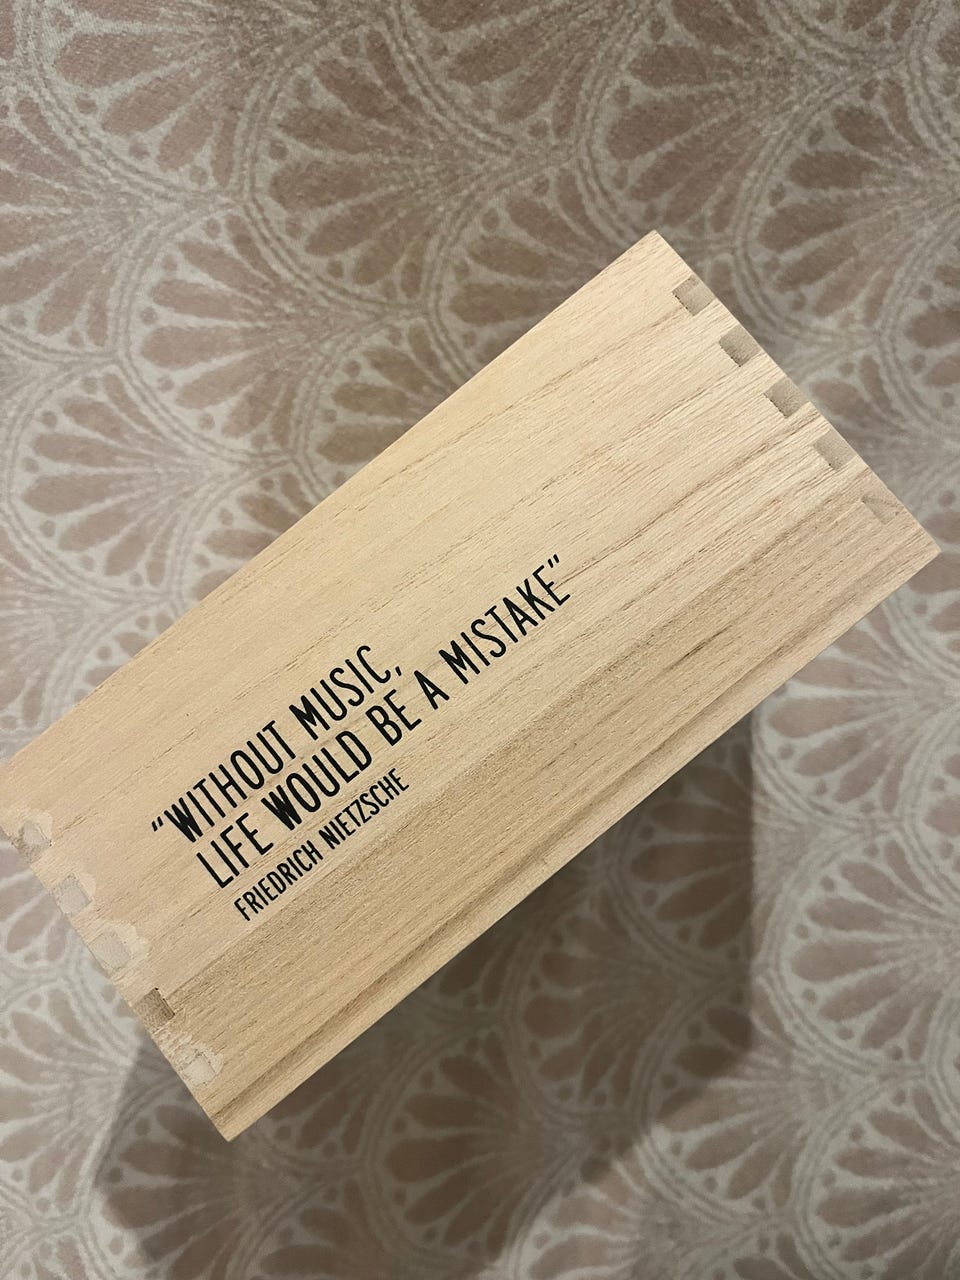 “WITHOUT MUSIC,
LIFE WOULD BE A MISTAKE”
FRIEDRICH NIETZSCHE